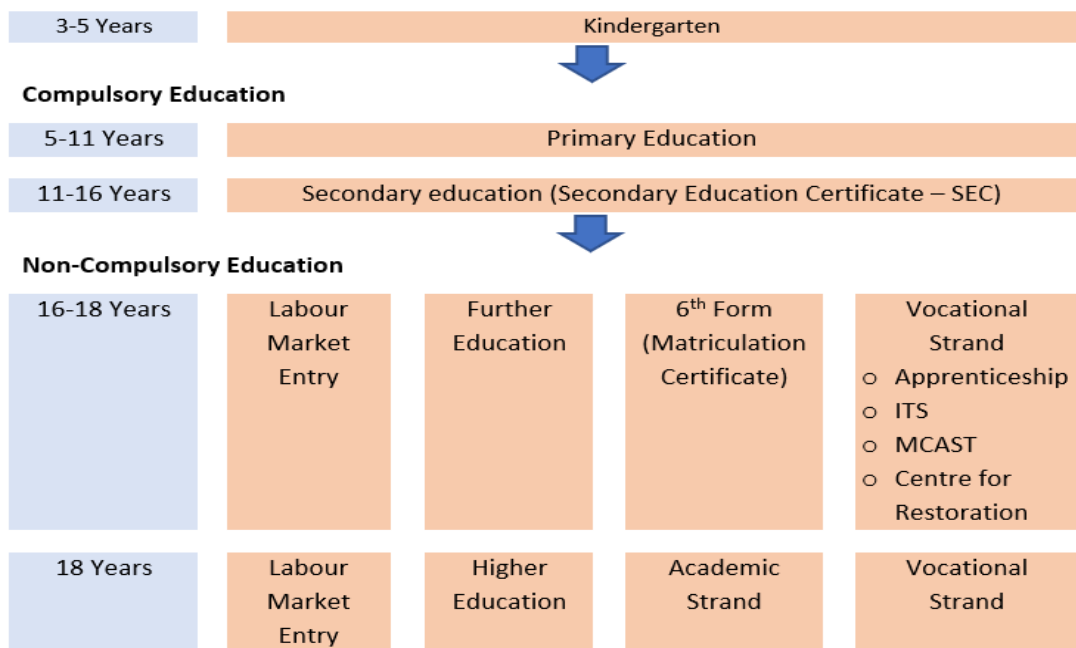 3-5 Years
Kindergarten
Compulsory Education
5-11 Years
Primary Education
11-16 Years
Secondary education (Secondary Education Certificate – SEC)
Non-Compulsory Education
16-18 Years
Labour
Market
Entry
Further
Education
6th Form
(Matriculation
Certificate)
Vocational
Strand
o Apprenticeship
o ITS
o MCAST
o Centre for
Restoration
18 Years
Labour
Market
Entry
Higher
Education
Academic
Strand
Vocational
Strand